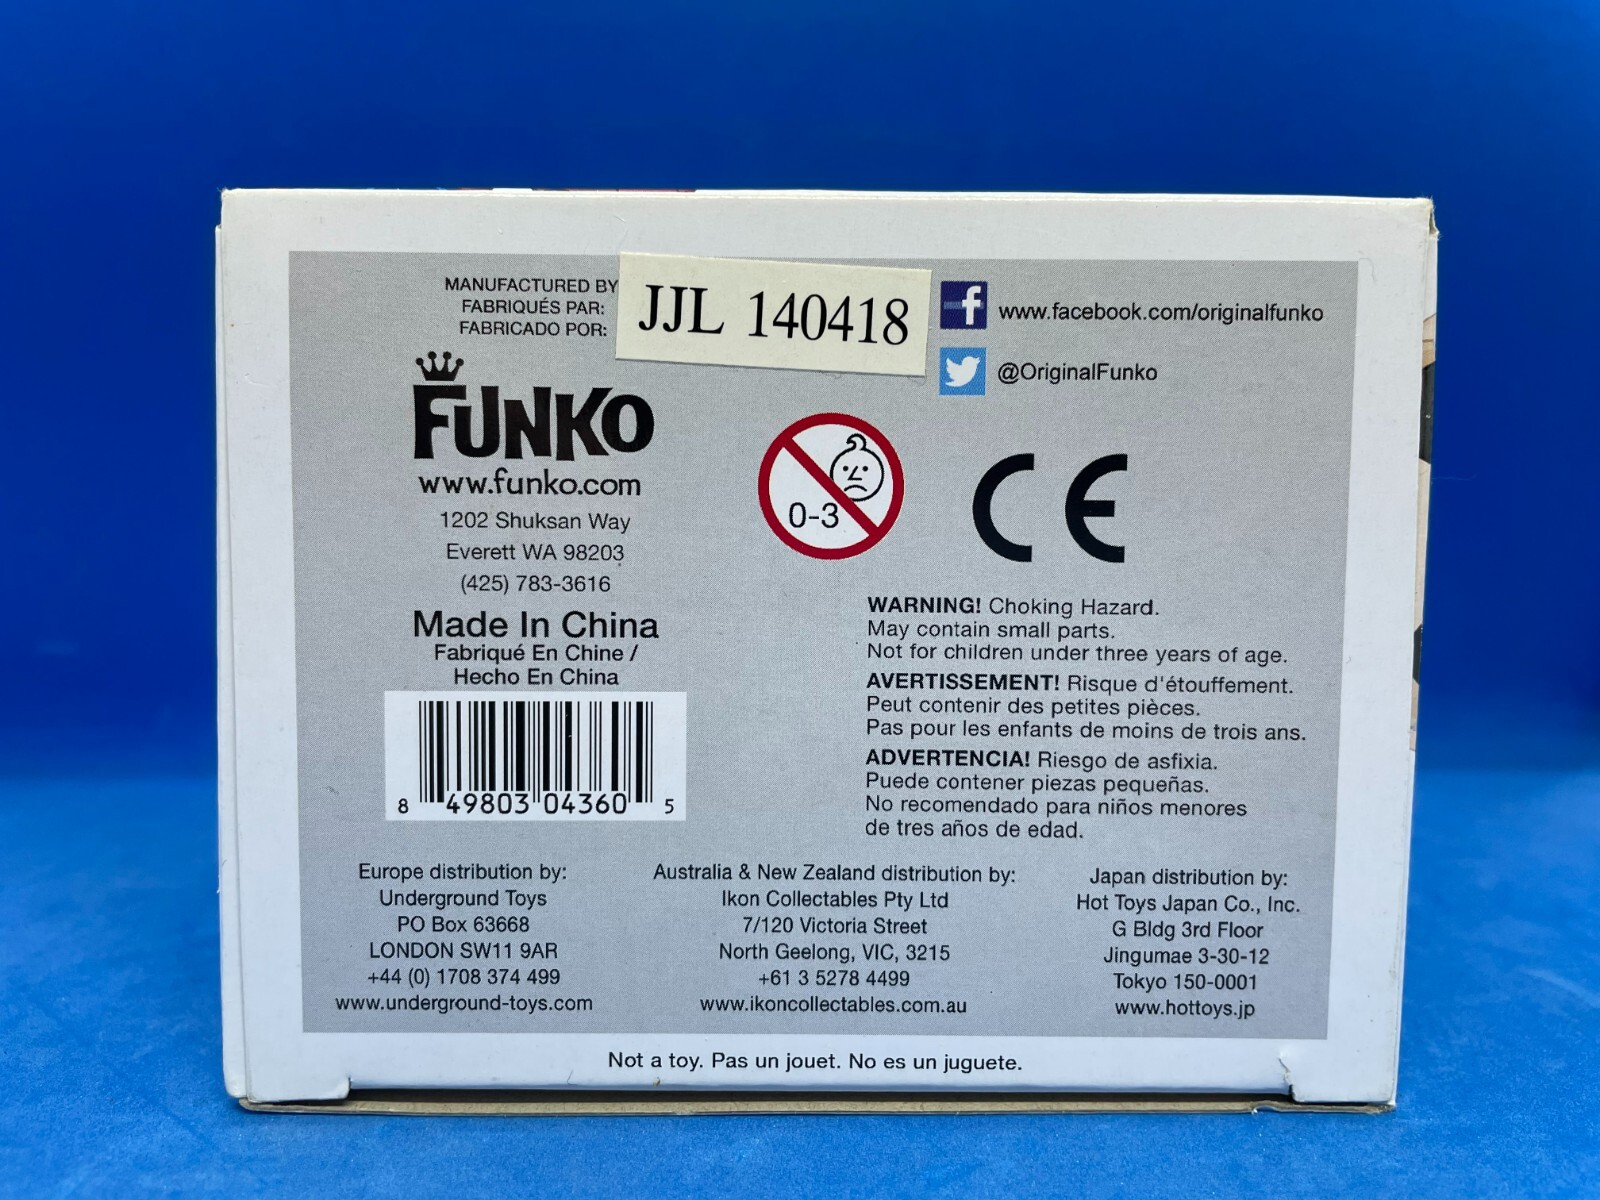 MANUFACTURED BY
FABRIQUÉS PAR:
FABRICADO POR:
JJL 140418
f www.facebook.com/originalfunko
@OriginalFunko
FUNKO
www.funko.com
1202 Shuksan Way
Everett WA 98203
(425) 783-3616
Made In China
Fabriqué En Chine /
Hecho En China
8 49803 04360 5
0-3
CE
WARNING! Choking Hazard.
May contain small parts.
Not for children under three years of age.
AVERTISSEMENT! Risque d'étouffement.
Peut contenir des petites pièces.
Pas pour les enfants de moins de trois ans.
ADVERTENCIA! Riesgo de asfixia.
Puede contener piezas pequeñas.
No recomendado para niños menores
de tres años de edad.
Europe distribution by:
Underground Toys
PO Box 63668
LONDON SW11 9AR
+44 (0) 1708 374 499
www.underground-toys.com
Australia & New Zealand distribution by:
Ikon Collectables Pty Ltd
7/120 Victoria Street
North Geelong, VIC, 3215
+61 3 5278 4499
www.ikoncollectables.com.au
Japan distribution by:
Hot Toys Japan Co., Inc.
G Bldg 3rd Floor
Jingumae 3-30-12
Tokyo 150-0001
www.hottoys.jp
Not a toy. Pas un jouet. No es un juguete.